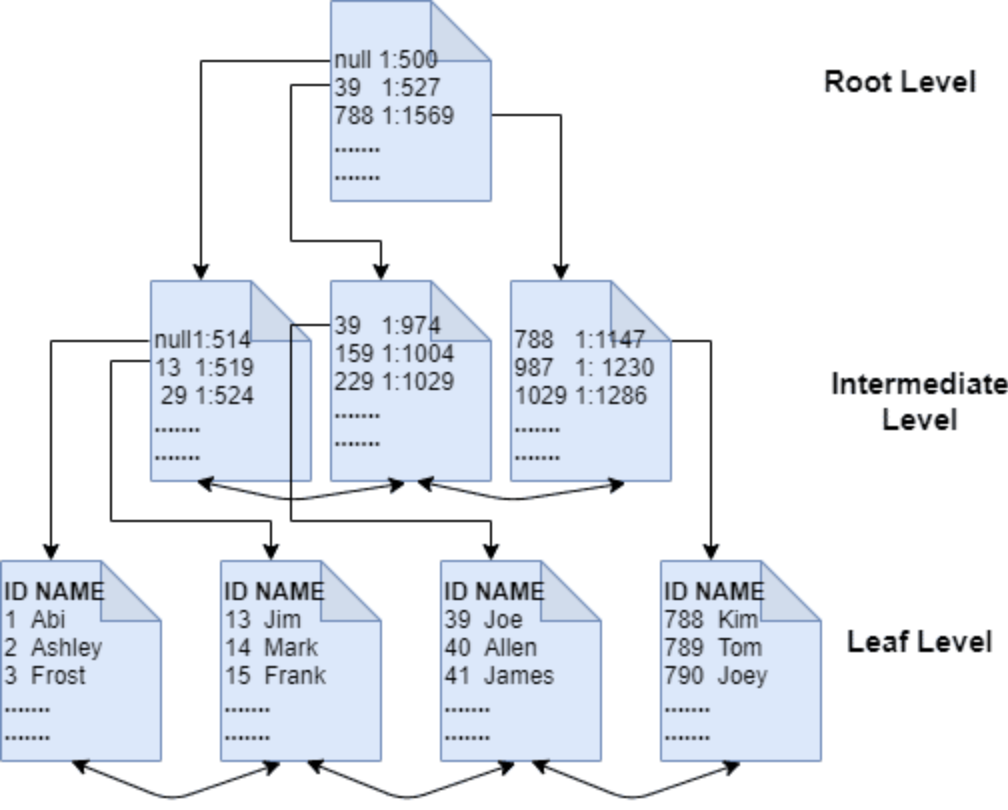 null 1:500
39 1:527
788 1:1569
.......
.......
Root Level
null1:514
13 1:519
29 1:524
.......
.......
39 1:974
159 1:1004
229 1:1029
.......
.......
788 1:1147
987 1: 1230
1029 1:1286
.......
.......
Intermediate
Level
ID NAME
1 Abi
2 Ashley
3 Frost
.......
.......
ID NAME
13 Jim
14 Mark
15 Frank
.......
.......
ID NAME
39 Joe
40 Allen
41 James
.......
.......
ID NAME
788 Kim
789 Tom
790 Joey
.......
.......
Leaf Level